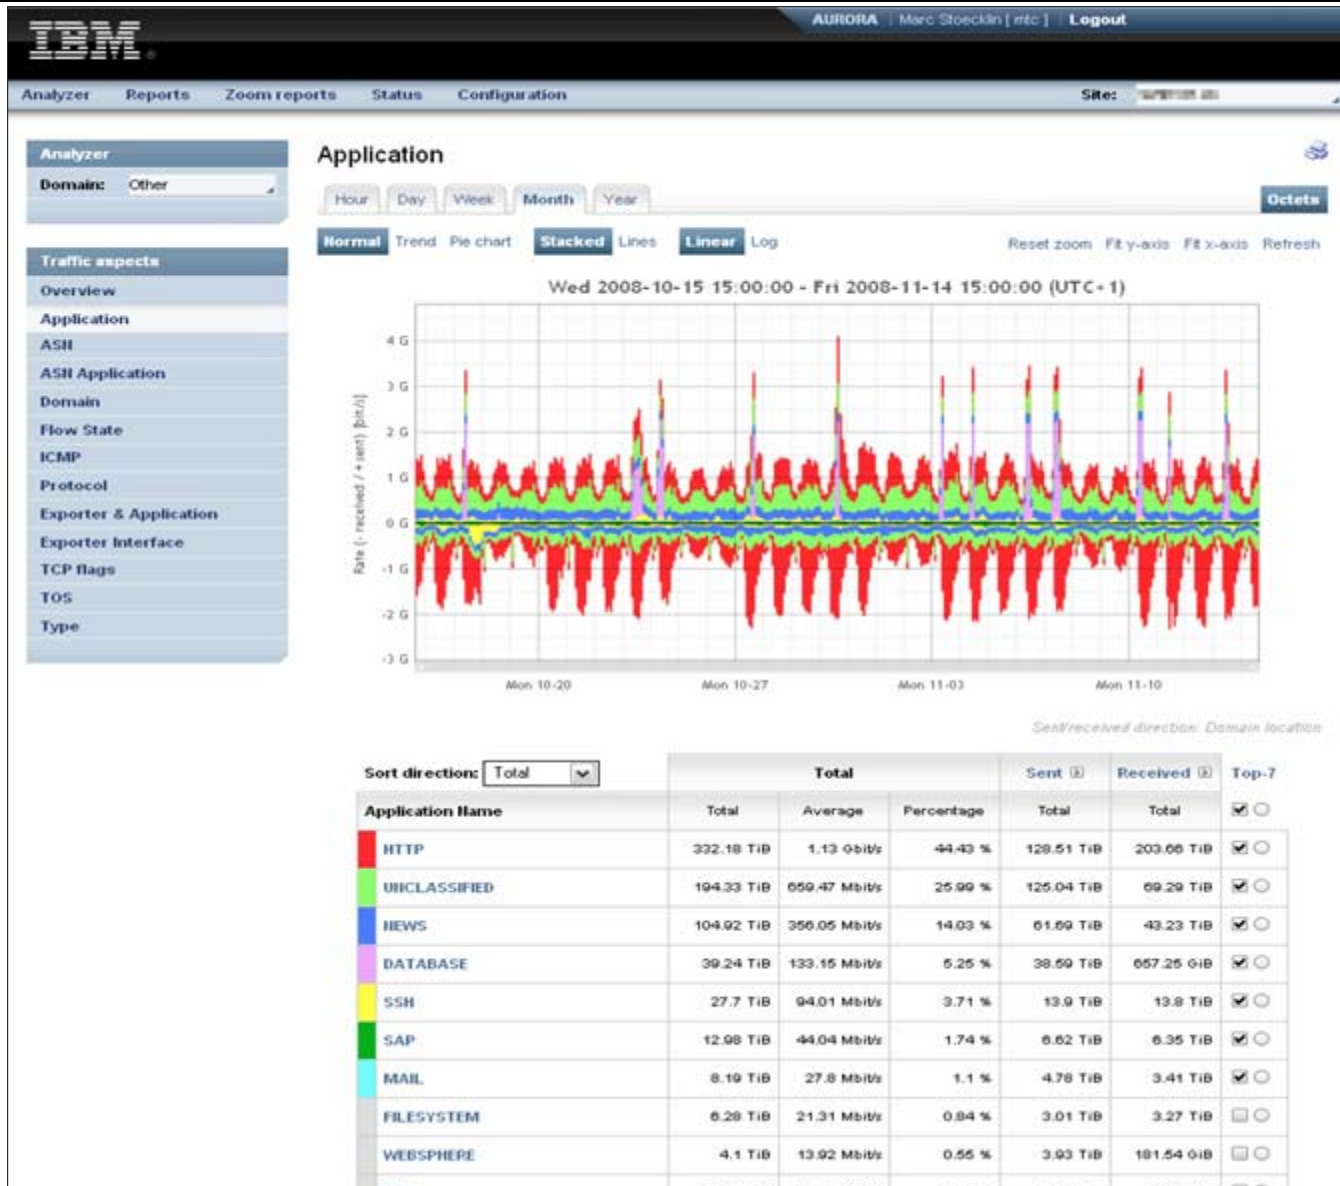 AURORA | Marc Stoecklin [ mtc ] | Logout
IBM
Analyzer Reports Zoom reports Status Configuration Site:
Analyzer
Domain: Other
Traffic aspects
Overview
Application
ASN
ASN Application
Domain
Flow State
ICMP
Protocol
Exporter & Application
Exporter Interface
TCP flags
TOS
Type
Application
Hour Day Week Month Year Octets
Normal Trend Pie chart Stacked Lines Linear Log Reset zoom Fit y-axis Fit x-axis Refresh
Wed 2008-10-15 15:00:00 - Fri 2008-11-14 15:00:00 (UTC+1)
Rate (- received / + sent) [bit/s]
4 G
3 G
2 G
1 G
0 G
-1 G
-2 G
-3 G
Mon 10-20 Mon 10-27 Mon 11-03 Mon 11-10
Sent/received direction: Domain location
Sort direction: Total Total Sent Received Top-7
Application Name Total Average Percentage Total Total
HTTP 332.18 TiB 1.13 Gbit/s 44.43 % 128.51 TiB 203.66 TiB
UNCLASSIFIED 194.33 TiB 659.47 Mbit/s 25.99 % 125.04 TiB 69.29 TiB
NEWS 104.92 TiB 356.05 Mbit/s 14.03 % 61.69 TiB 43.23 TiB
DATABASE 39.24 TiB 133.15 Mbit/s 5.25 % 38.59 TiB 657.25 GiB
SSH 27.7 TiB 94.01 Mbit/s 3.71 % 13.9 TiB 13.8 TiB
SAP 12.98 TiB 44.04 Mbit/s 1.74 % 6.62 TiB 6.35 TiB
MAIL 8.19 TiB 27.8 Mbit/s 1.1 % 4.78 TiB 3.41 TiB
FILESYSTEM 6.28 TiB 21.31 Mbit/s 0.84 % 3.01 TiB 3.27 TiB
WEBSPHERE 4.1 TiB 13.92 Mbit/s 0.55 % 3.93 TiB 181.54 GiB